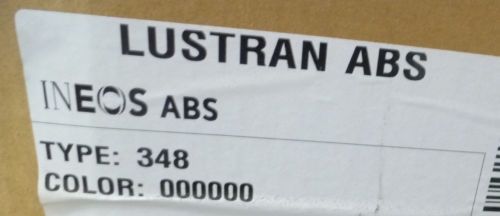 LUSTRAN ABS
INEOS ABS
TYPE: 348
COLOR: 000000